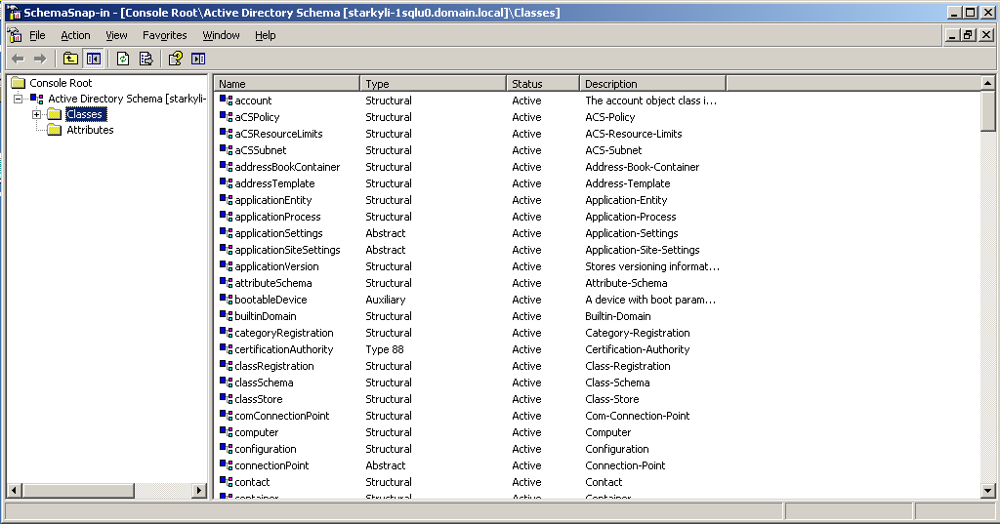 SchemaSnap-in - [Console Root\Active Directory Schema [starkyli-1sqlu0.domain.local]\Classes]
File Action View Favorites Window Help
Console Root
Active Directory Schema [starkyli-
Classes
Attributes
Name Type Status Description
account Structural Active The account object class i...
aCSPolicy Structural Active ACS-Policy
aCSResourceLimits Structural Active ACS-Resource-Limits
aCSSubnet Structural Active ACS-Subnet
addressBookContainer Structural Active Address-Book-Container
addressTemplate Structural Active Address-Template
applicationEntity Structural Active Application-Entity
applicationProcess Structural Active Application-Process
applicationSettings Abstract Active Application-Settings
applicationSiteSettings Abstract Active Application-Site-Settings
applicationVersion Structural Active Stores versioning informat...
attributeSchema Structural Active Attribute-Schema
bootableDevice Auxiliary Active A device with boot param...
builtinDomain Structural Active Builtin-Domain
categoryRegistration Structural Active Category-Registration
certificationAuthority Type 88 Active Certification-Authority
classRegistration Structural Active Class-Registration
classSchema Structural Active Class-Schema
classStore Structural Active Class-Store
comConnectionPoint Structural Active Com-Connection-Point
computer Structural Active Computer
configuration Structural Active Configuration
connectionPoint Abstract Active Connection-Point
contact Structural Active Contact
container Structural Active Container